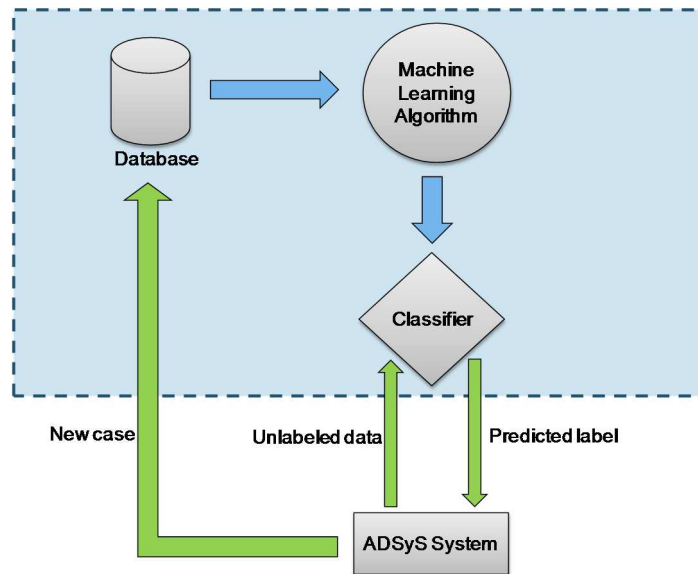 Machine
Learning
Algorithm
Database
Classifier
New case
Unlabeled data
Predicted label
ADSyS System